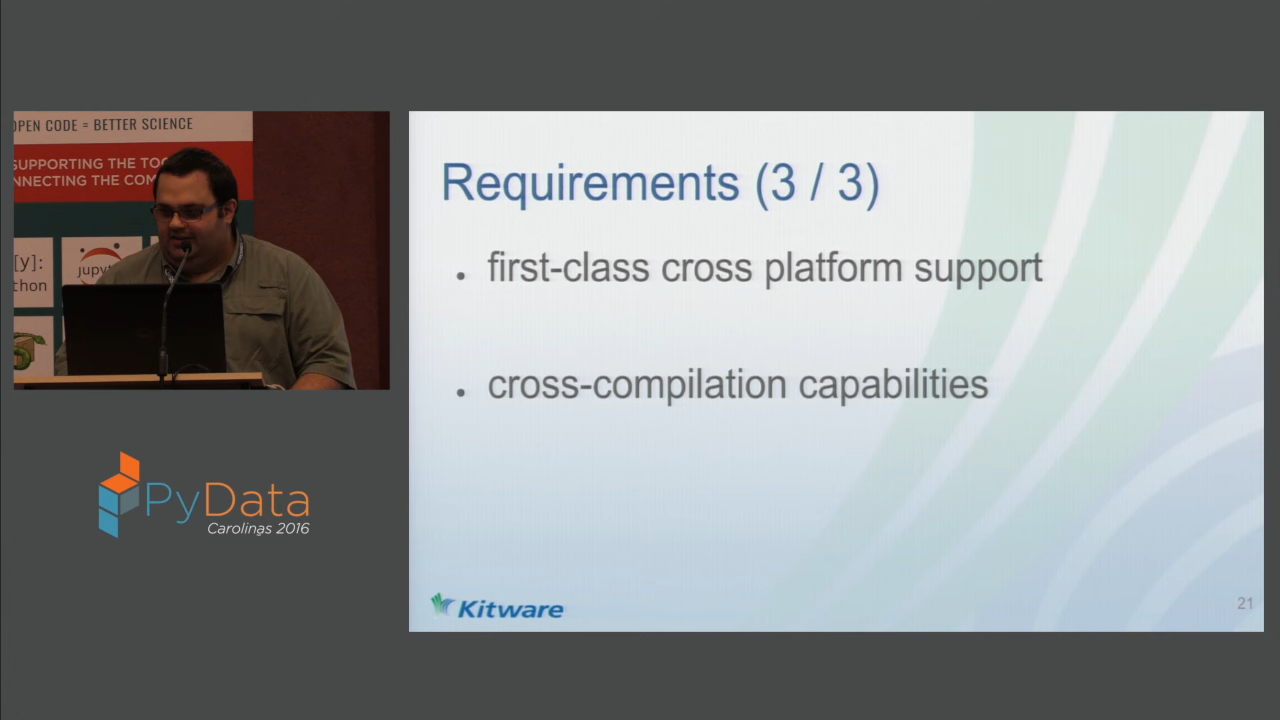 OPEN CODE = BETTER SCIENCE
SUPPORTING THE
NNECTING THE COM
[y]:
thon
jupyt
PyData
Carolinas 2016
Requirements (3 / 3)
first-class cross platform support
cross-compilation capabilities
Kitware
21